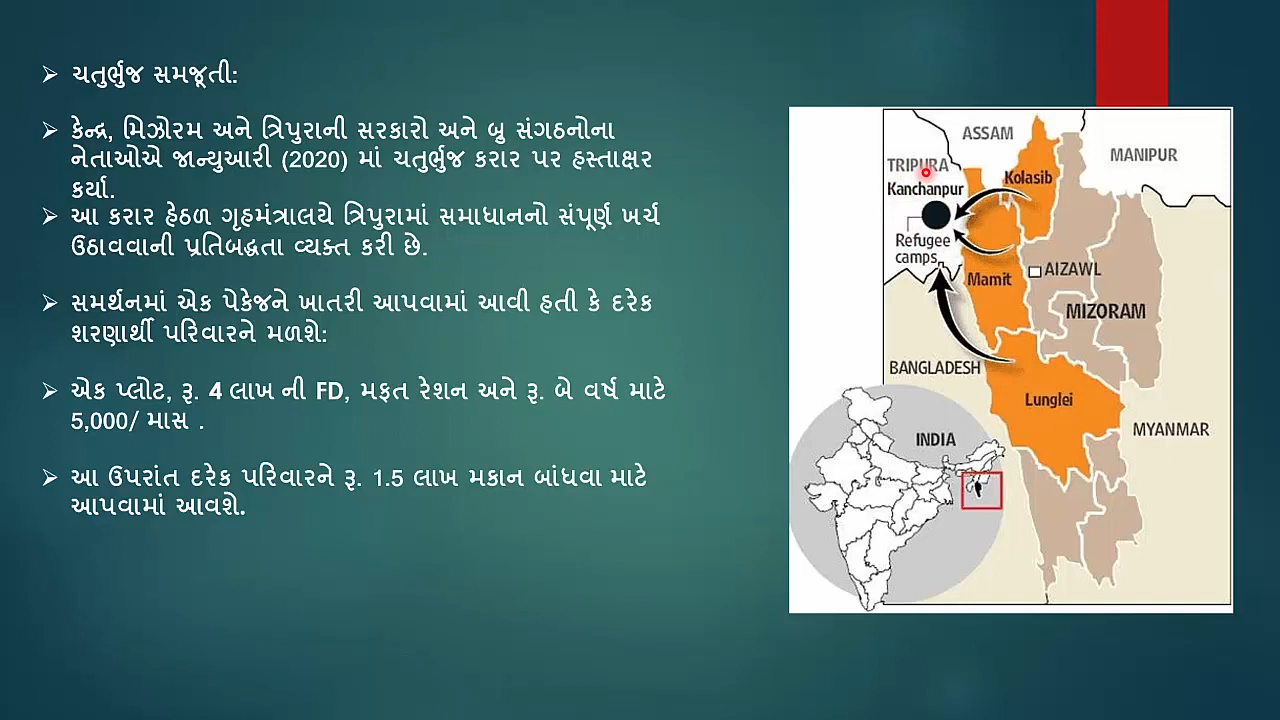 ➢ ચતુર્ભુજ સમજૂતી:
➢ કેન્દ્ર, મિઝોરમ અને ત્રિપુરાની સરકારો અને બ્રુ સંગઠનોના
નેતાઓએ જાન્યુઆરી (2020) માં ચતુર્ભુજ કરાર પર હસ્તાક્ષર
કર્યા.
➢ આ કરાર હેઠળ ગૃહમંત્રાલયે ત્રિપુરામાં સમાધાનનો સંપૂર્ણ ખર્ચ
ઉઠાવવાની પ્રતિબદ્ધતા વ્યક્ત કરી છે.
➢ સમર્થનમાં એક પેકેજને ખાતરી આપવામાં આવી હતી કે દરેક
શરણાર્થી પરિવારને મળશે:
➢ એક પ્લોટ, રૂ. 4 લાખ ની FD, મફત રેશન અને રૂ. બે વર્ષ માટે
5,000/ માસ .
➢ આ ઉપરાંત દરેક પરિવારને રૂ. 1.5 લાખ મકાન બાંધવા માટે
આપવામાં આવશે.
ASSAM
MANIPUR
TRIPURA
Kolasib
Kanchanpur
Refugee
camps
AIZAWL
Mamit
MIZORAM
BANGLADESH
Lunglei
MYANMAR
INDIA